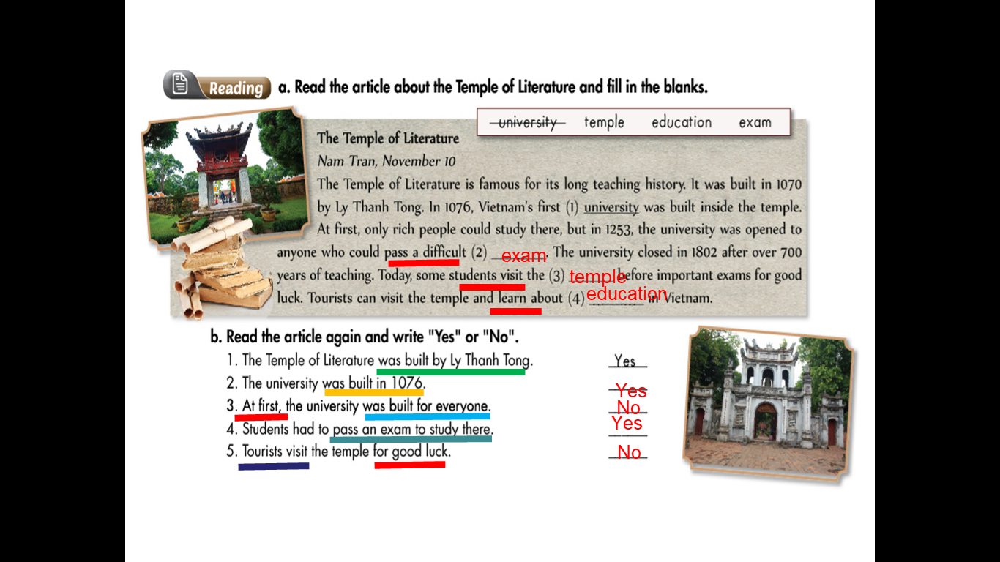 Reading a. Read the article about the Temple of Literature and fill in the blanks.
university temple education exam
The Temple of Literature
Nam Tran, November 10
The Temple of Literature is famous for its long teaching history. It was built in 1070
by Ly Thanh Tong. In 1076, Vietnam's first (1) university was built inside the temple.
At first, only rich people could study there, but in 1253, the university was opened to
anyone who could pass a difficult (2) exam. The university closed in 1802 after over 700
years of teaching. Today, some students visit the (3) temple before important exams for good
luck. Tourists can visit the temple and learn about (4) education in Vietnam.
b. Read the article again and write "Yes" or "No".
1. The Temple of Literature was built by Ly Thanh Tong. Yes
2. The university was built in 1076. Yes
3. At first, the university was built for everyone. No
4. Students had to pass an exam to study there. Yes
5. Tourists visit the temple for good luck. No